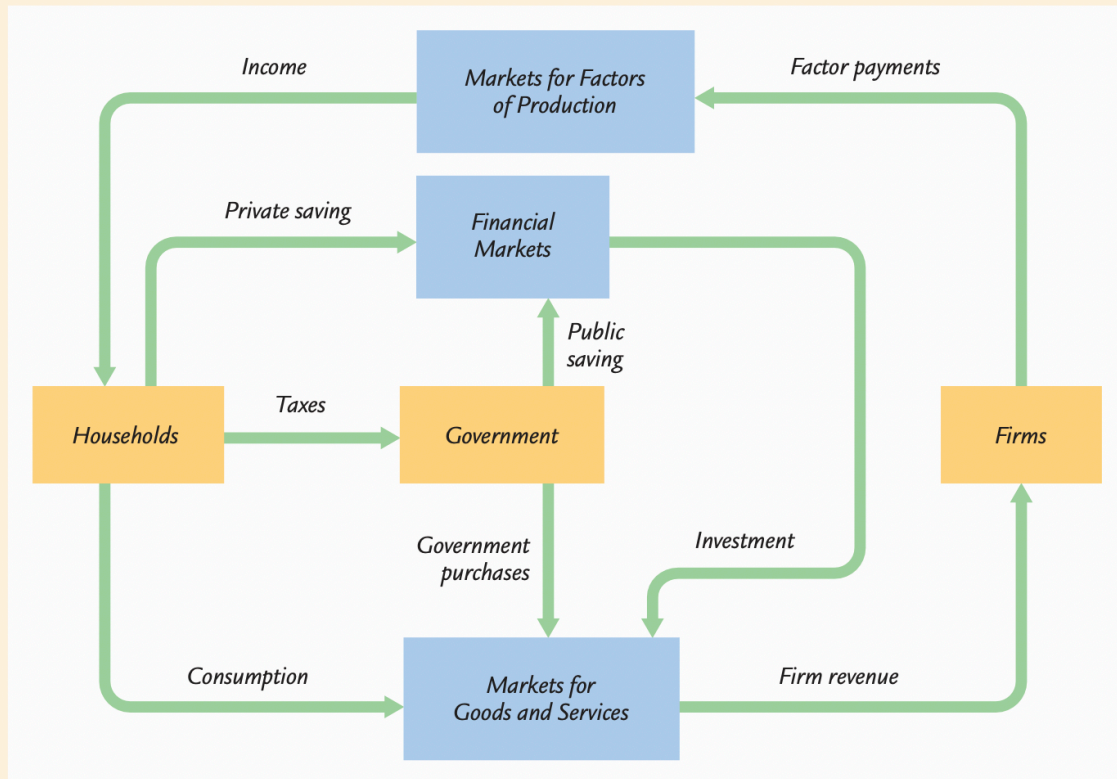 Income
Markets for Factors
of Production
Factor payments
Private saving
Financial
Markets
Public
saving
Households
Taxes
Government
Firms
Government
purchases
Investment
Consumption
Markets for
Goods and Services
Firm revenue